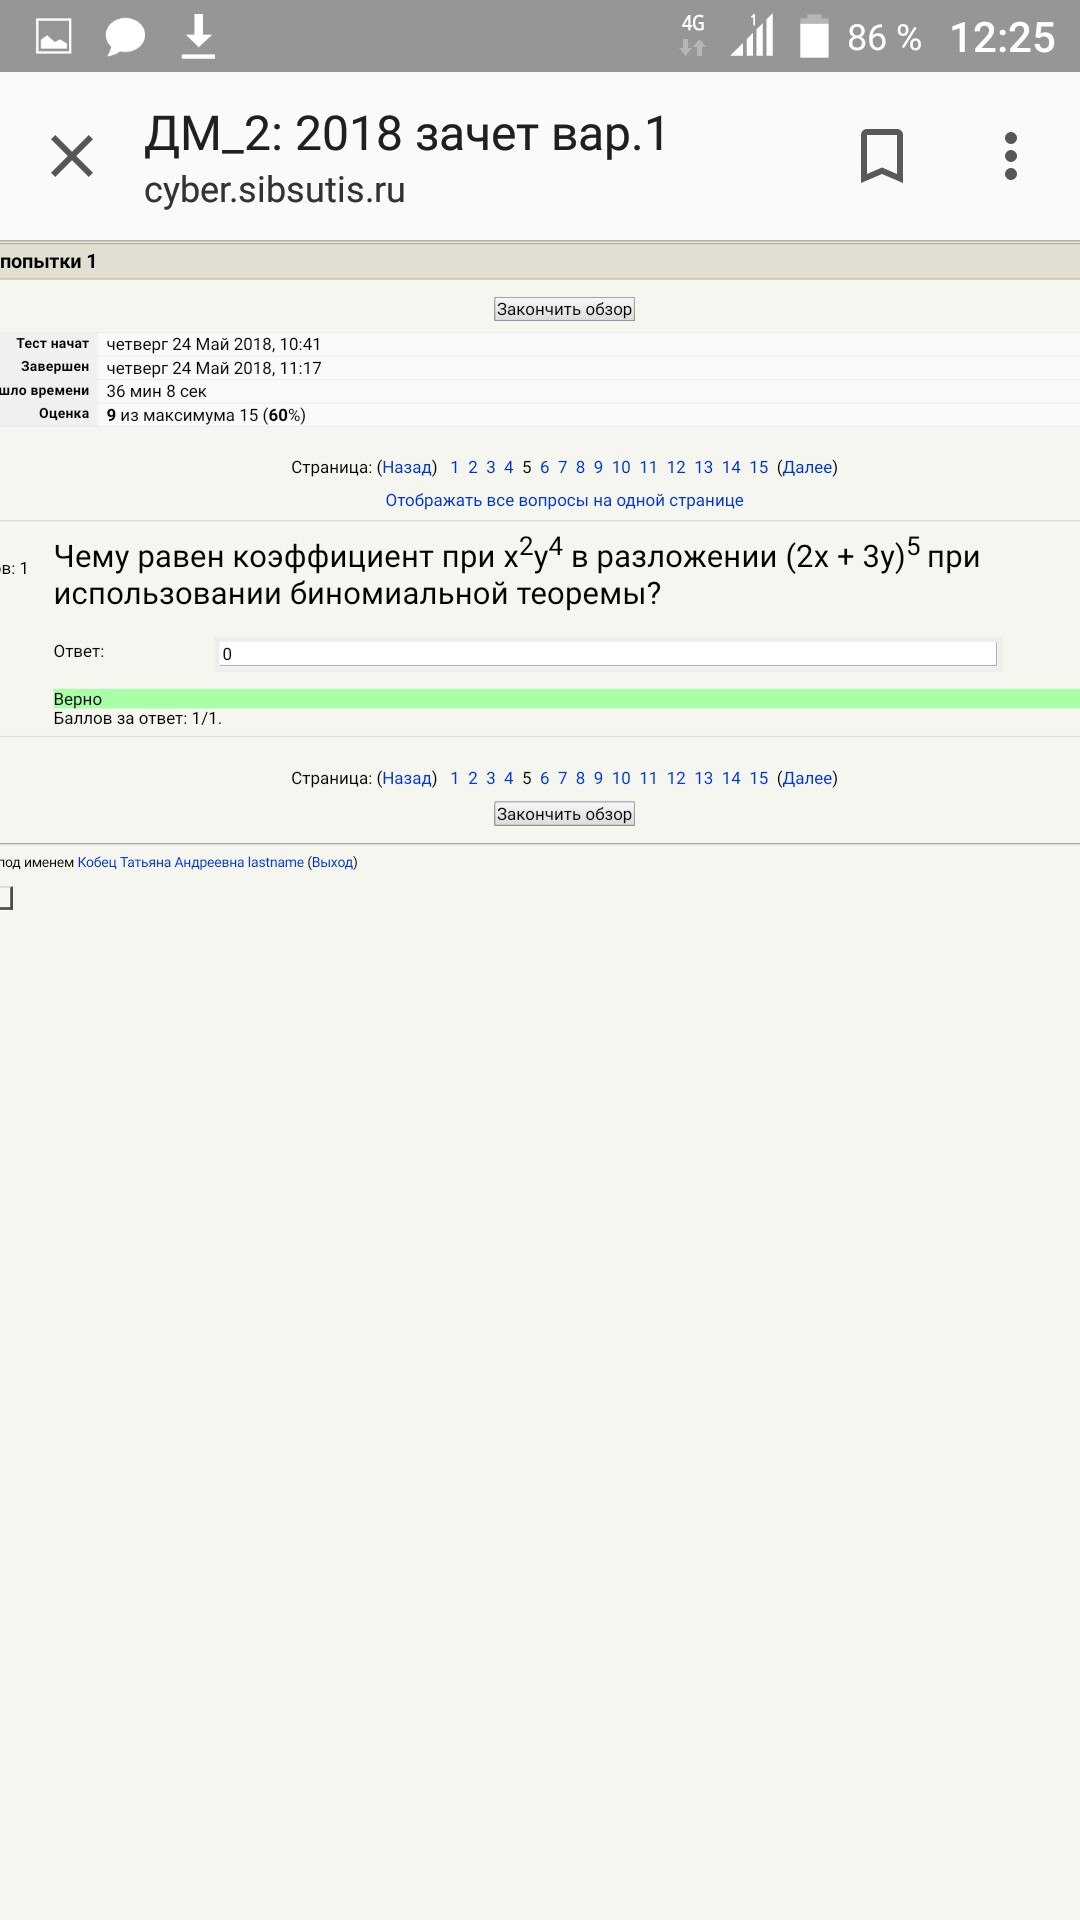 4G 1 86 % 12:25
ДМ_2: 2018 зачет вар.1
cyber.sibsutis.ru
попытки 1
Закончить обзор
Тест начат четверг 24 Май 2018, 10:41
Завершен четверг 24 Май 2018, 11:17
шло времени 36 мин 8 сек
Оценка 9 из максимума 15 (60%)
Страница: (Назад) 1 2 3 4 5 6 7 8 9 10 11 12 13 14 15 (Далее)
Отображать все вопросы на одной странице
в: 1
Чему равен коэффициент при x²y⁴ в разложении (2x + 3y)⁵ при
использовании биномиальной теоремы?
Ответ: 0
Верно
Баллов за ответ: 1/1.
Страница: (Назад) 1 2 3 4 5 6 7 8 9 10 11 12 13 14 15 (Далее)
Закончить обзор
под именем Кобец Татьяна Андреевна lastname (Выход)